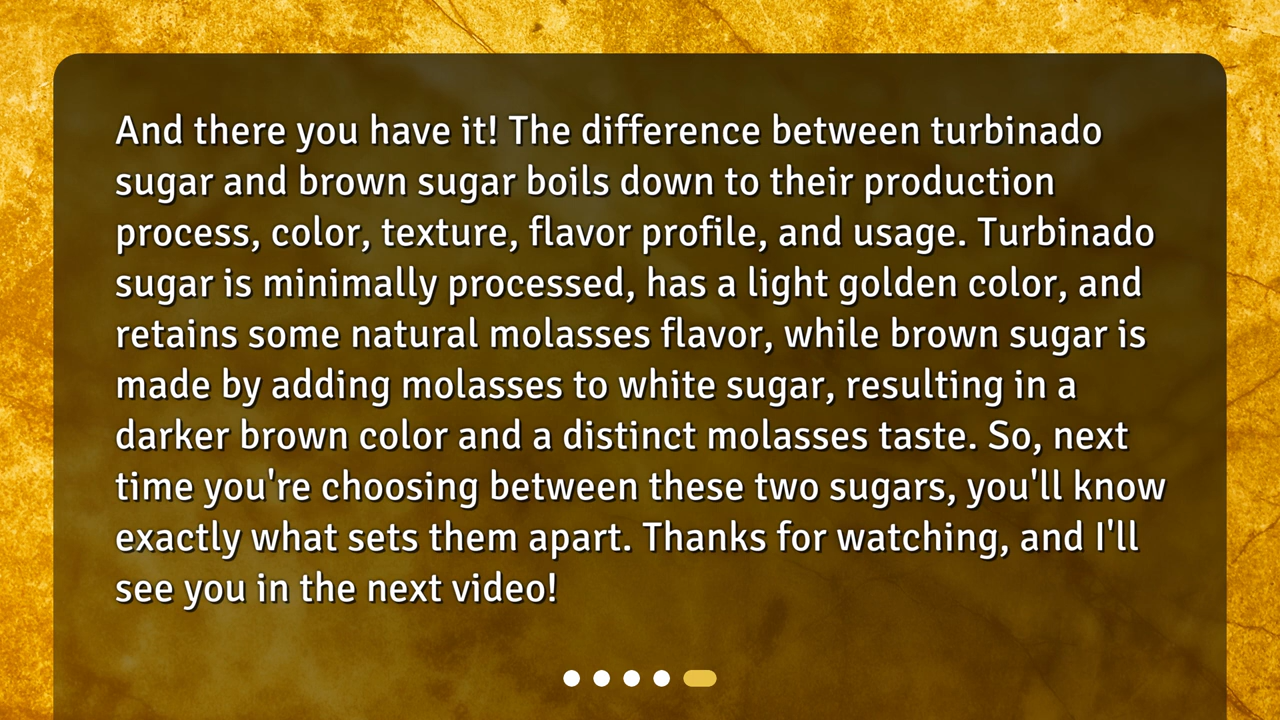 And there you have it! The difference between turbinado
sugar and brown sugar boils down to their production
process, color, texture, flavor profile, and usage. Turbinado
sugar is minimally processed, has a light golden color, and
retains some natural molasses flavor, while brown sugar is
made by adding molasses to white sugar, resulting in a
darker brown color and a distinct molasses taste. So, next
time you're choosing between these two sugars, you'll know
exactly what sets them apart. Thanks for watching, and I'll
see you in the next video!